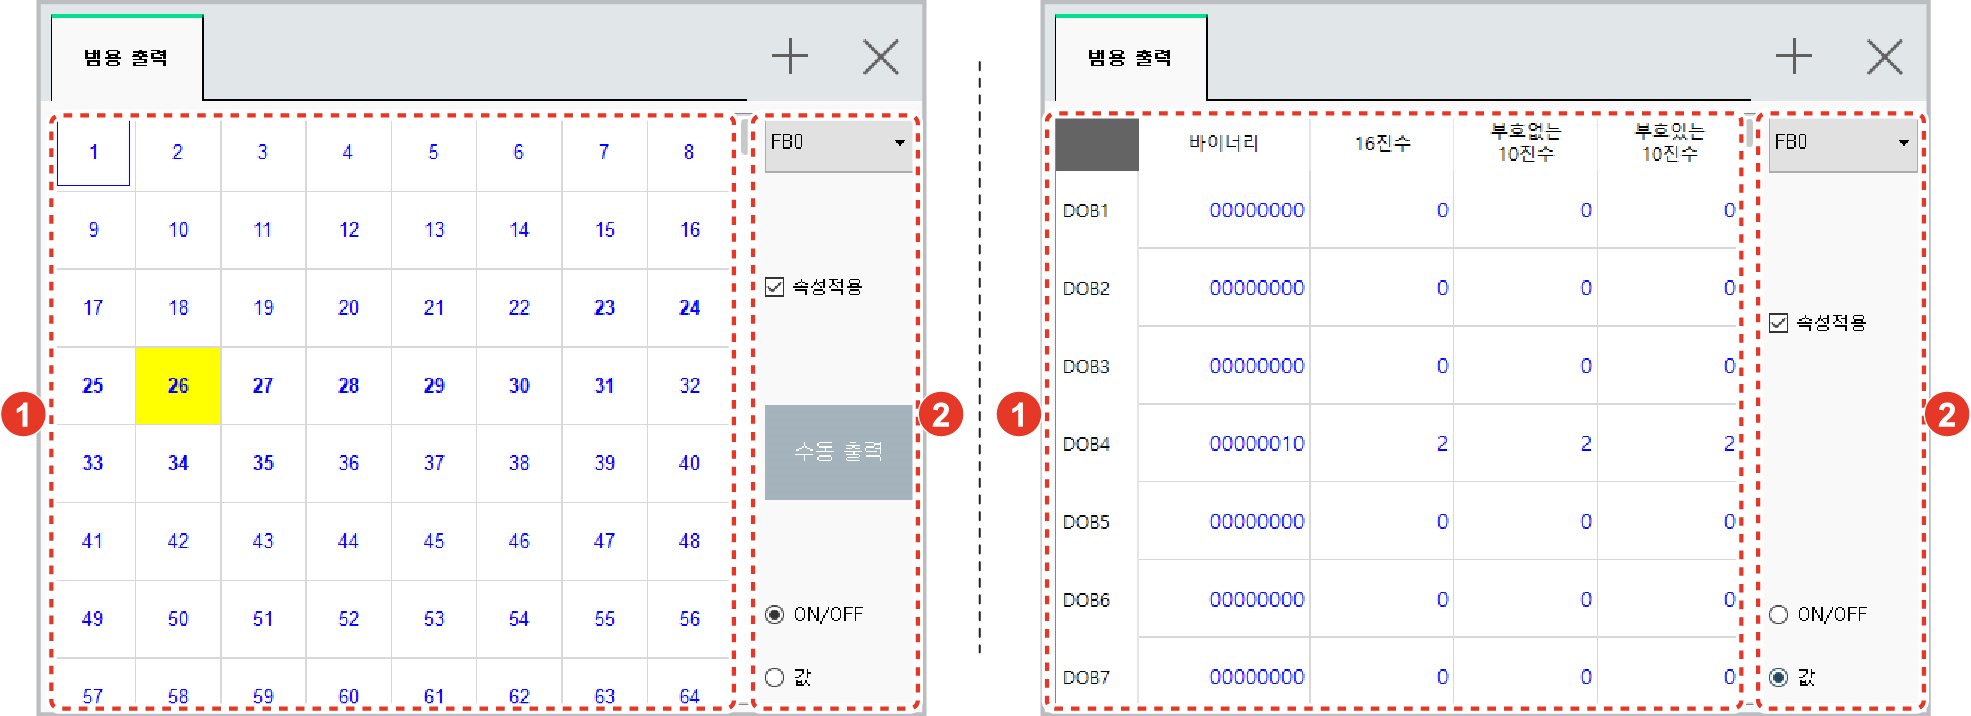 범용 출력
1 2 3 4 5 6 7 8
9 10 11 12 13 14 15 16
17 18 19 20 21 22 23 24
25 26 27 28 29 30 31 32
33 34 35 36 37 38 39 40
41 42 43 44 45 46 47 48
49 50 51 52 53 54 55 56
57 58 59 60 61 62 63 64
1
FB0
속성적용
수동 출력
ON/OFF
값
2
범용 출력
바이너리 16진수 부호없는 부호있는
10진수 10진수
DOB1 00000000 0 0 0
DOB2 00000000 0 0 0
DOB3 00000000 0 0 0
DOB4 00000010 2 2 2
DOB5 00000000 0 0 0
DOB6 00000000 0 0 0
DOB7 00000000 0 0 0
1
FB0
속성적용
ON/OFF
값
2